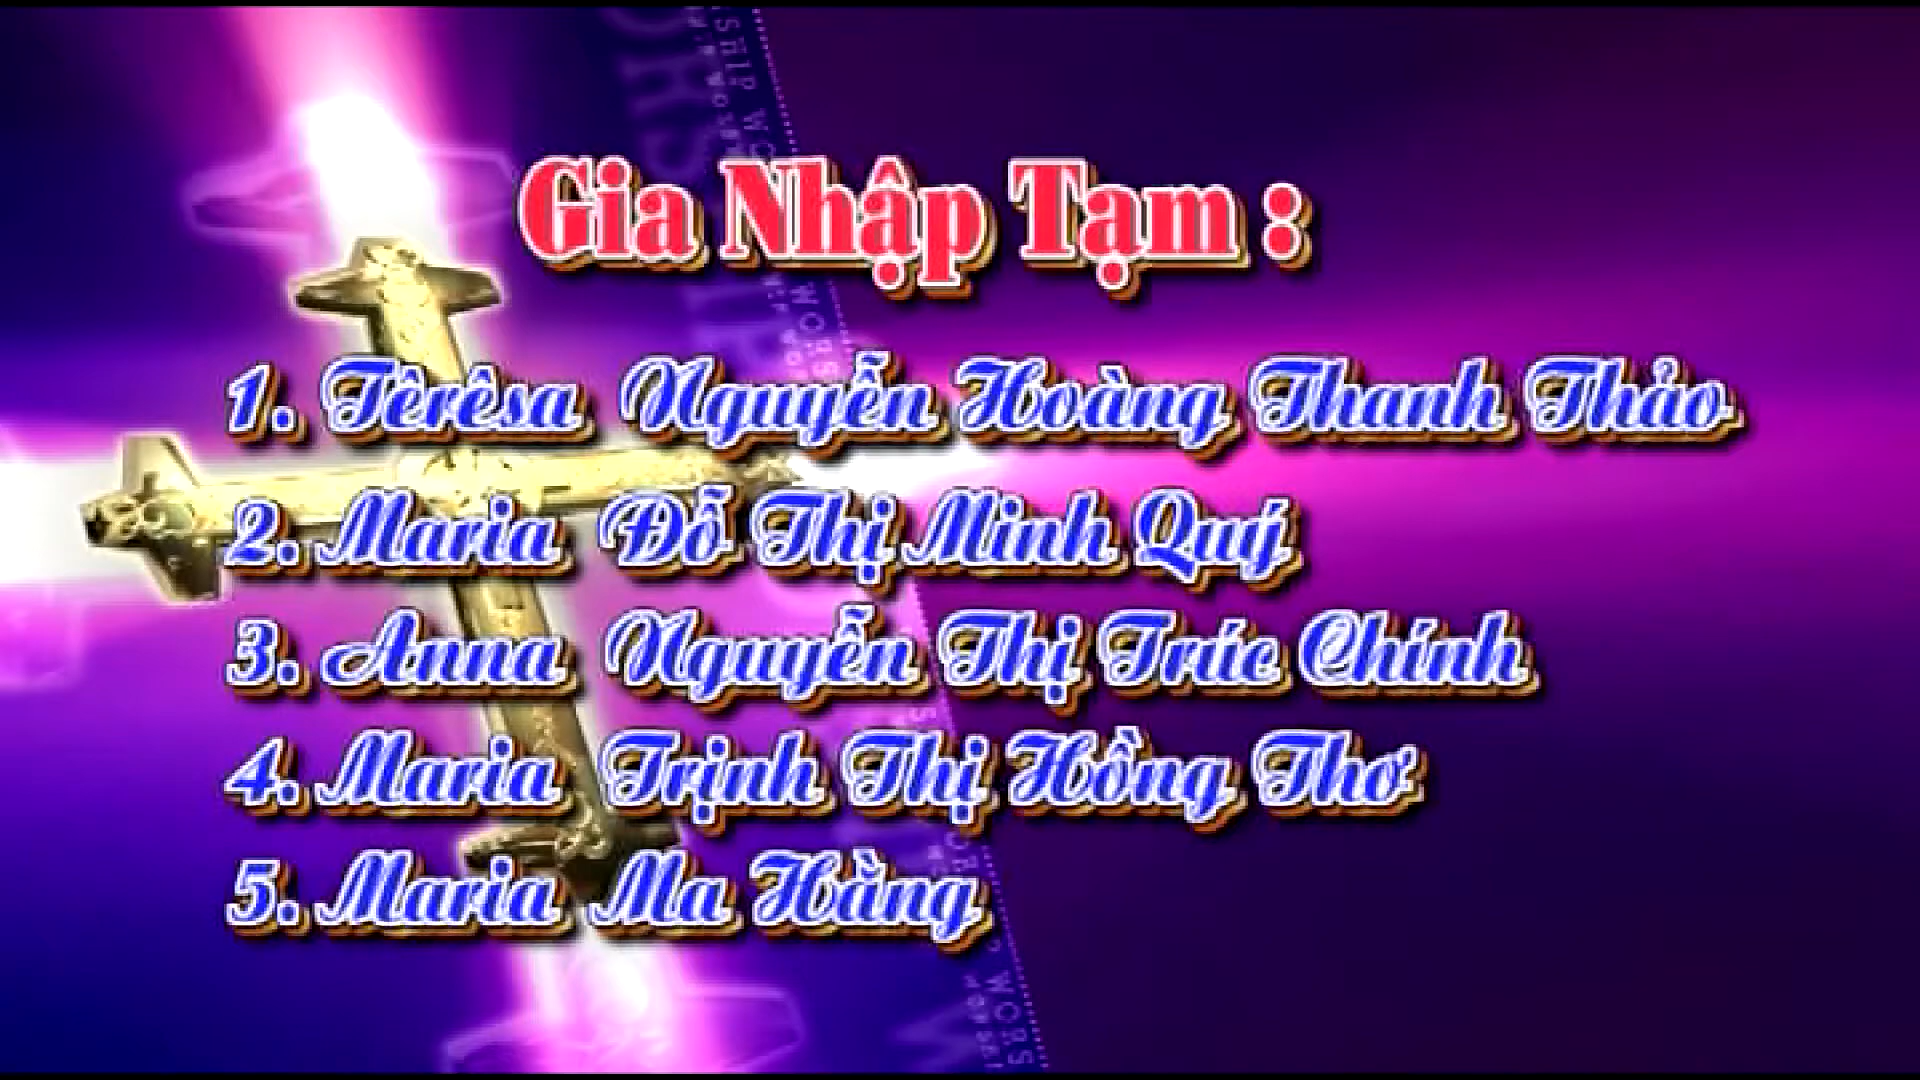 Gia Nhập Tạm :
1. Têrêsa Nguyễn Hoàng Thanh Thảo
2. Maria Đỗ Thị Minh Quý
3. Anna Nguyễn Thị Trúc Chính
4. Maria Trịnh Thị Hồng Thơ
5. Maria Ma Hằng